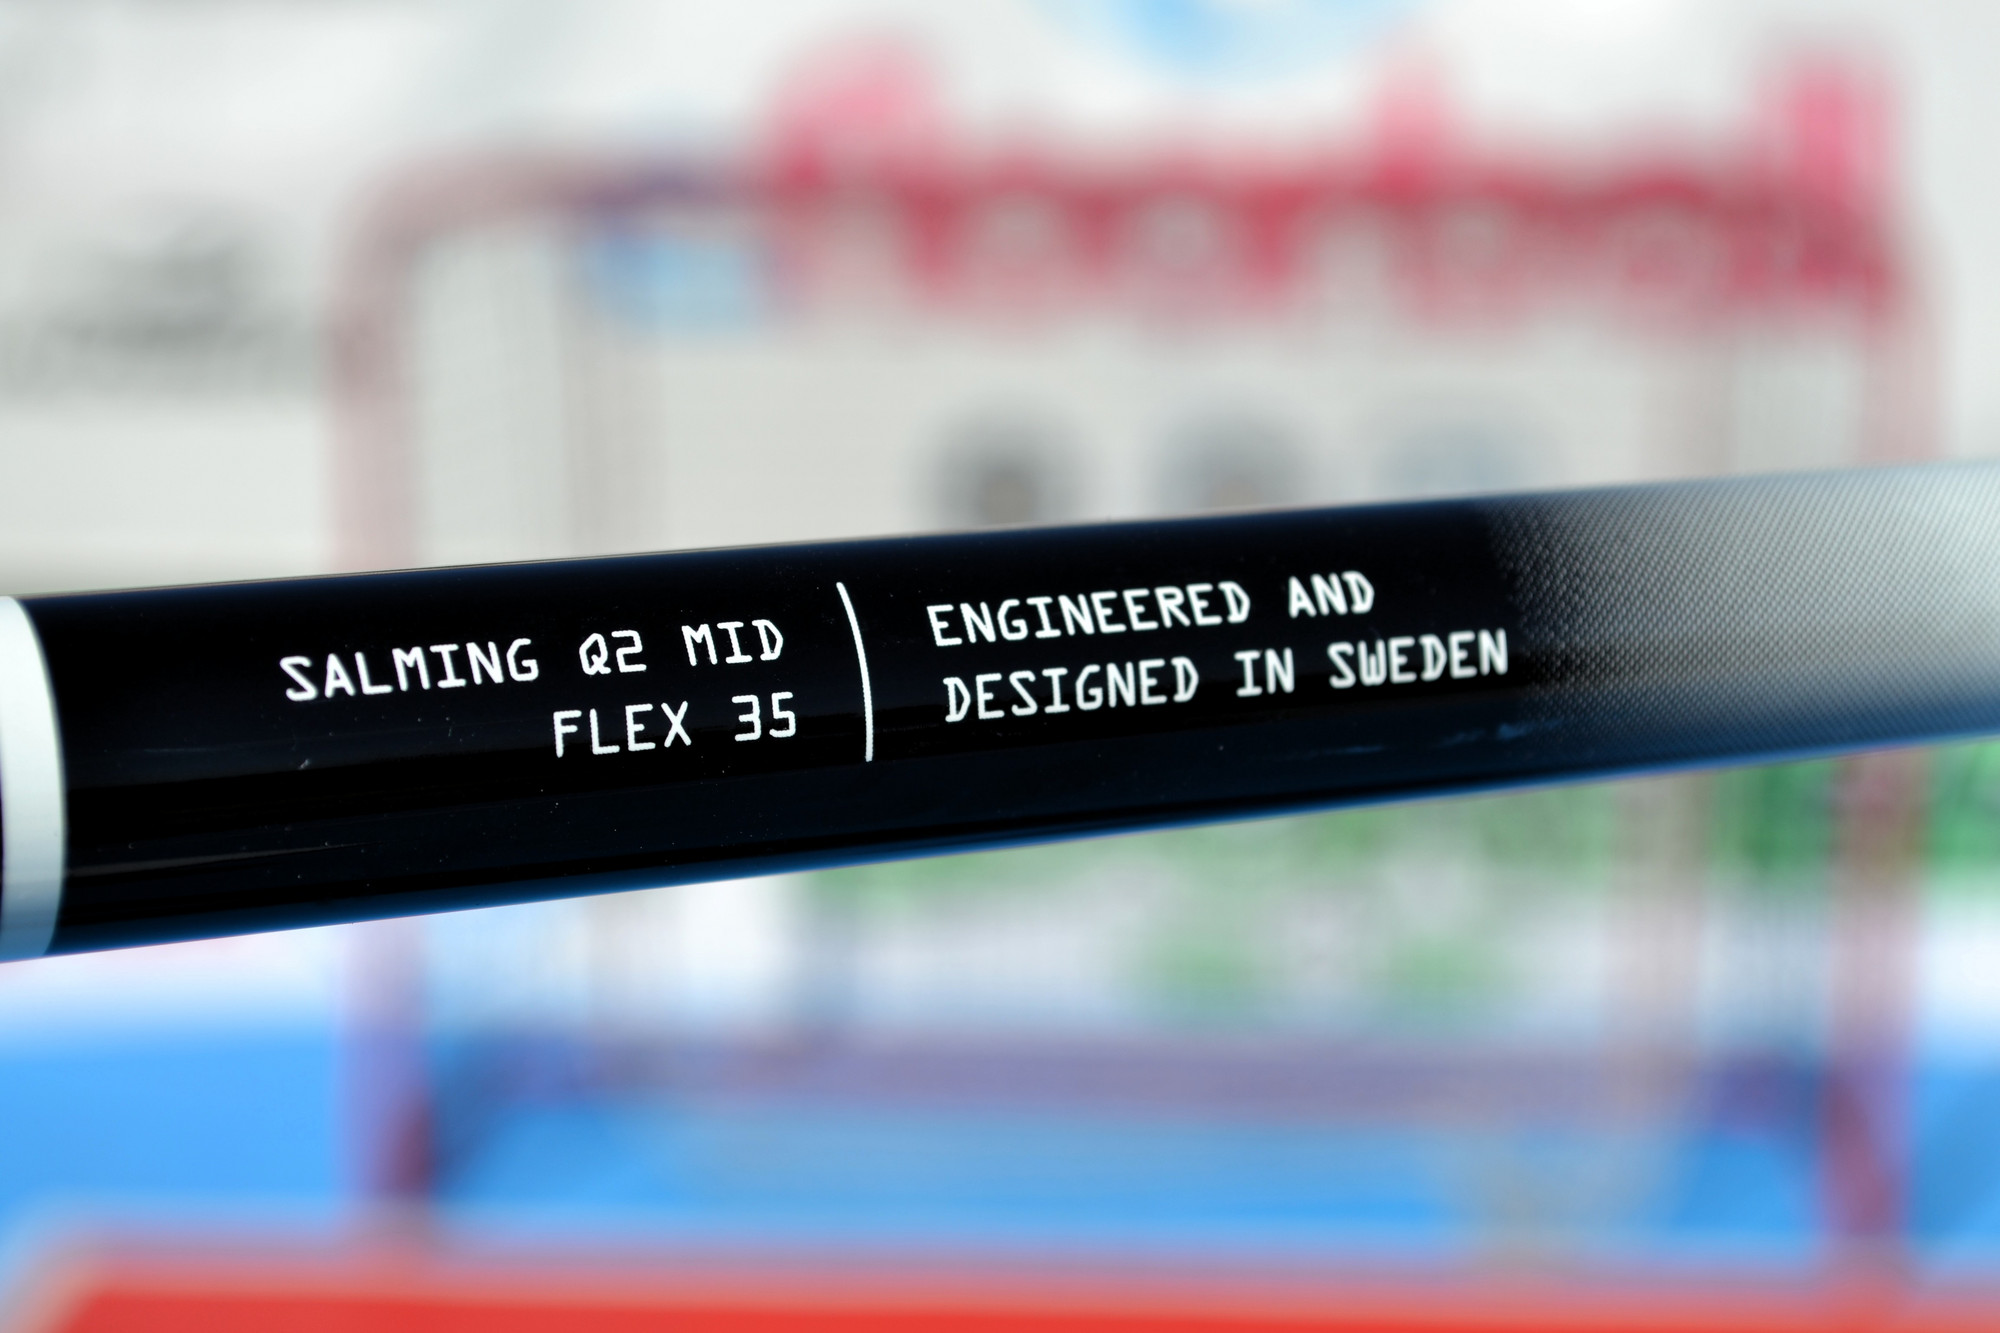 SALMING Q2 MID
FLEX 35
ENGINEERED AND
DESIGNED IN SWEDEN